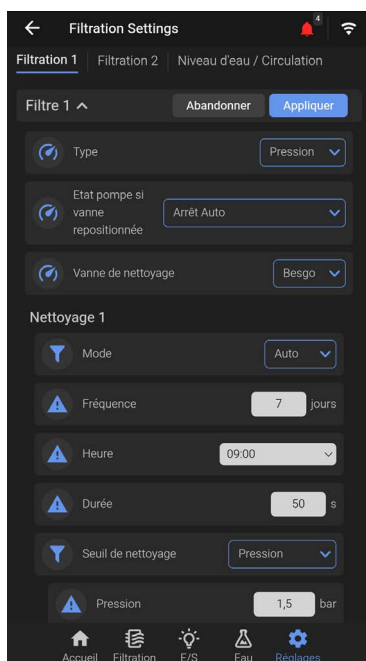 Filtration Settings
4
Filtration 1 Filtration 2 Niveau d'eau / Circulation
Filtre 1 Abandonner Appliquer
Type Pression
Etat pompe si
vanne Arrêt Auto
repositionnée
Vanne de nettoyage Besgo
Nettoyage 1
Mode Auto
Fréquence 7 jours
Heure 09:00
Durée 50 s
Seuil de nettoyage Pression
Pression 1,5 bar
Accueil Filtration E/S Eau Réglages